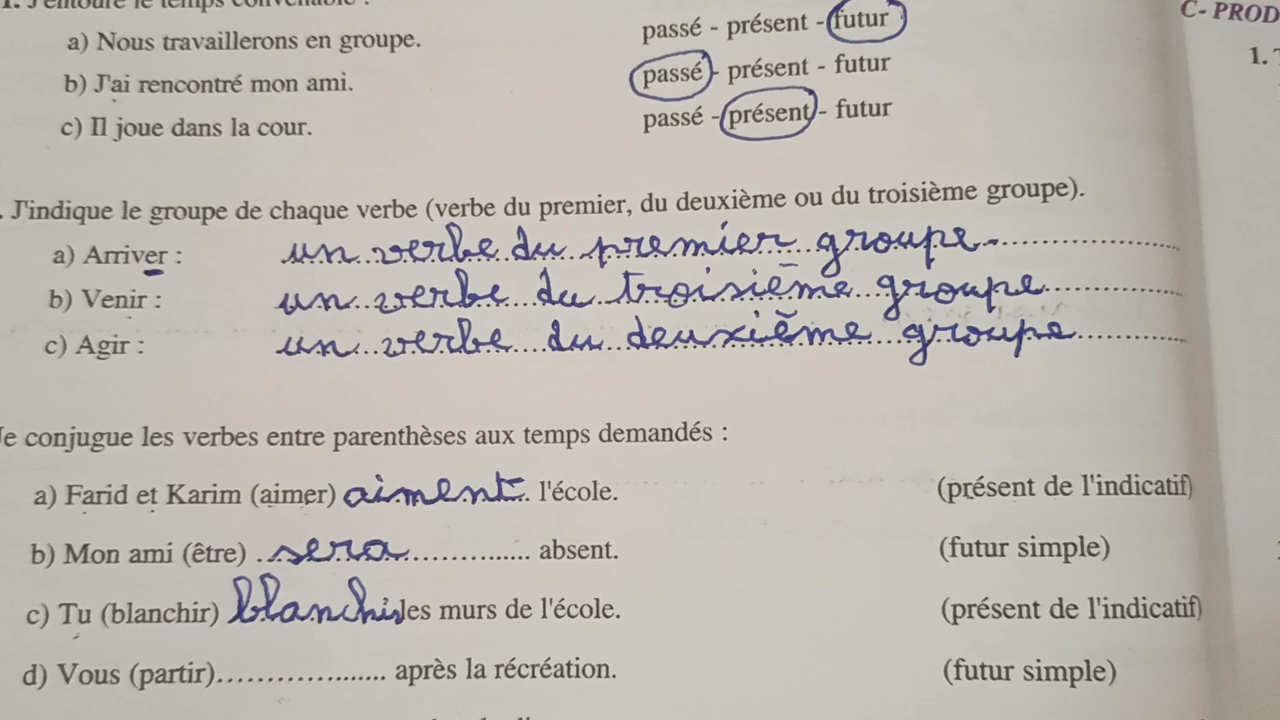 1. J'entoure le temps convenable :
a) Nous travaillerons en groupe. passé - présent - futur
b) J'ai rencontré mon ami. passé - présent - futur
c) Il joue dans la cour. passé - présent - futur
. J'indique le groupe de chaque verbe (verbe du premier, du deuxième ou du troisième groupe).
a) Arriver : un verbe du premier groupe
b) Venir : un verbe du troisième groupe
c) Agir : un verbe du deuxième groupe
Je conjugue les verbes entre parenthèses aux temps demandés :
a) Farid et Karim (aimer) aiment l'école. (présent de l'indicatif)
b) Mon ami (être) sera absent. (futur simple)
c) Tu (blanchir) blanchis les murs de l'école. (présent de l'indicatif)
d) Vous (partir)................... après la récréation. (futur simple)
C- PROD
1.